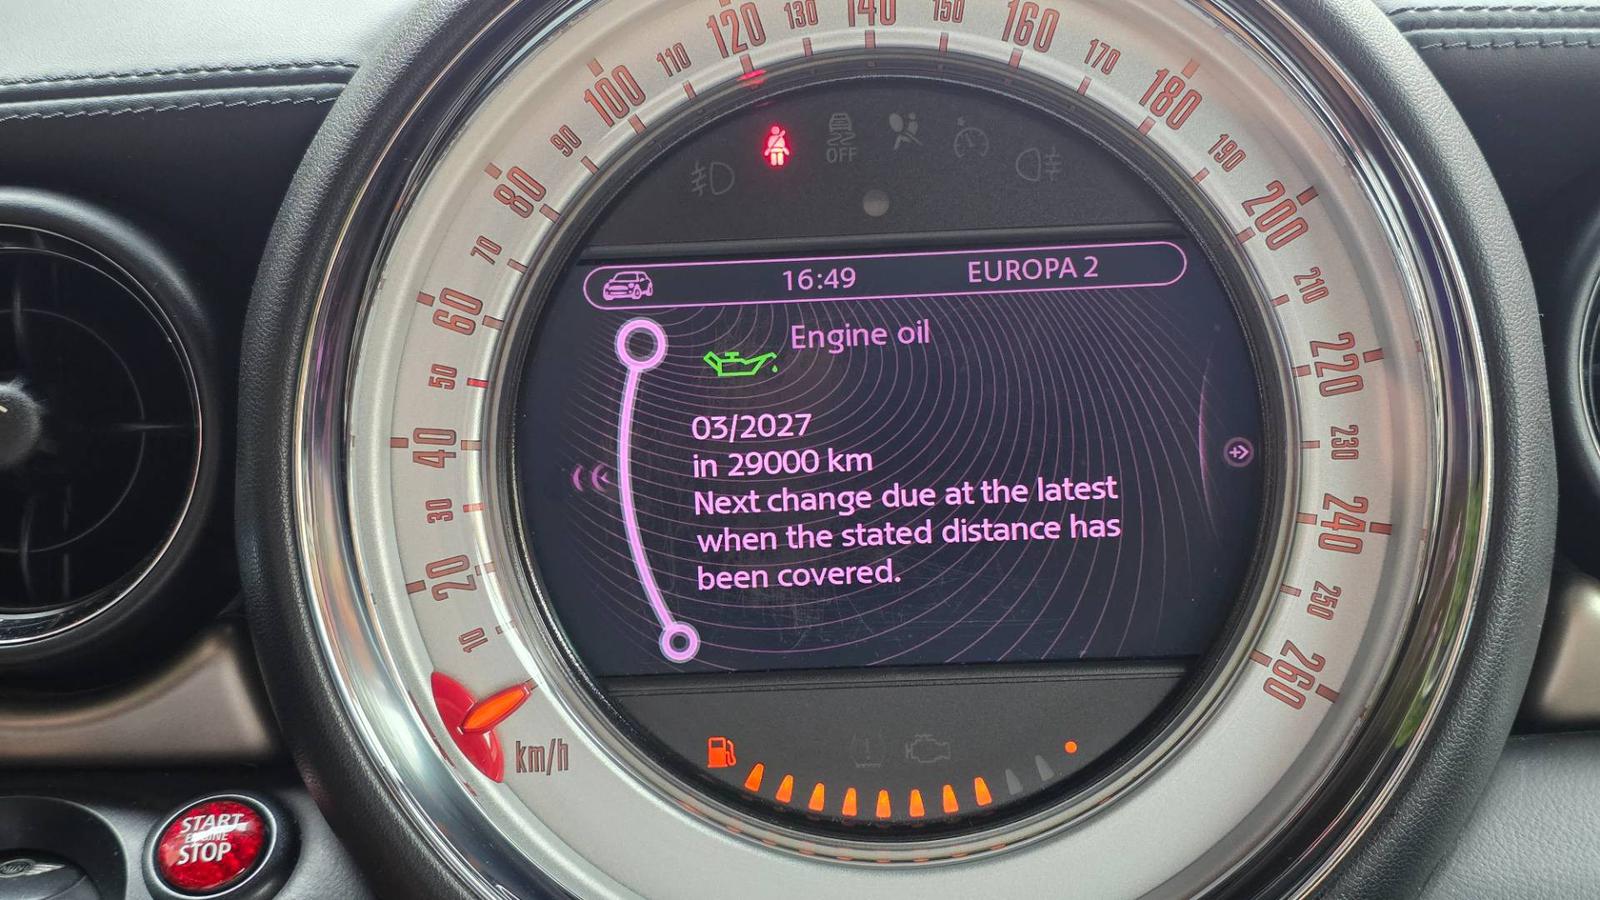 120 130 140 150 160
110 170
100 180
90 190
80 200
70 210
60 220
50 230
40 240
30 250
20 260
10
km/h
OFF
16:49 EUROPA 2
Engine oil
03/2027
in 29000 km
Next change due at the latest
when the stated distance has
been covered.
START
ENGINE
STOP